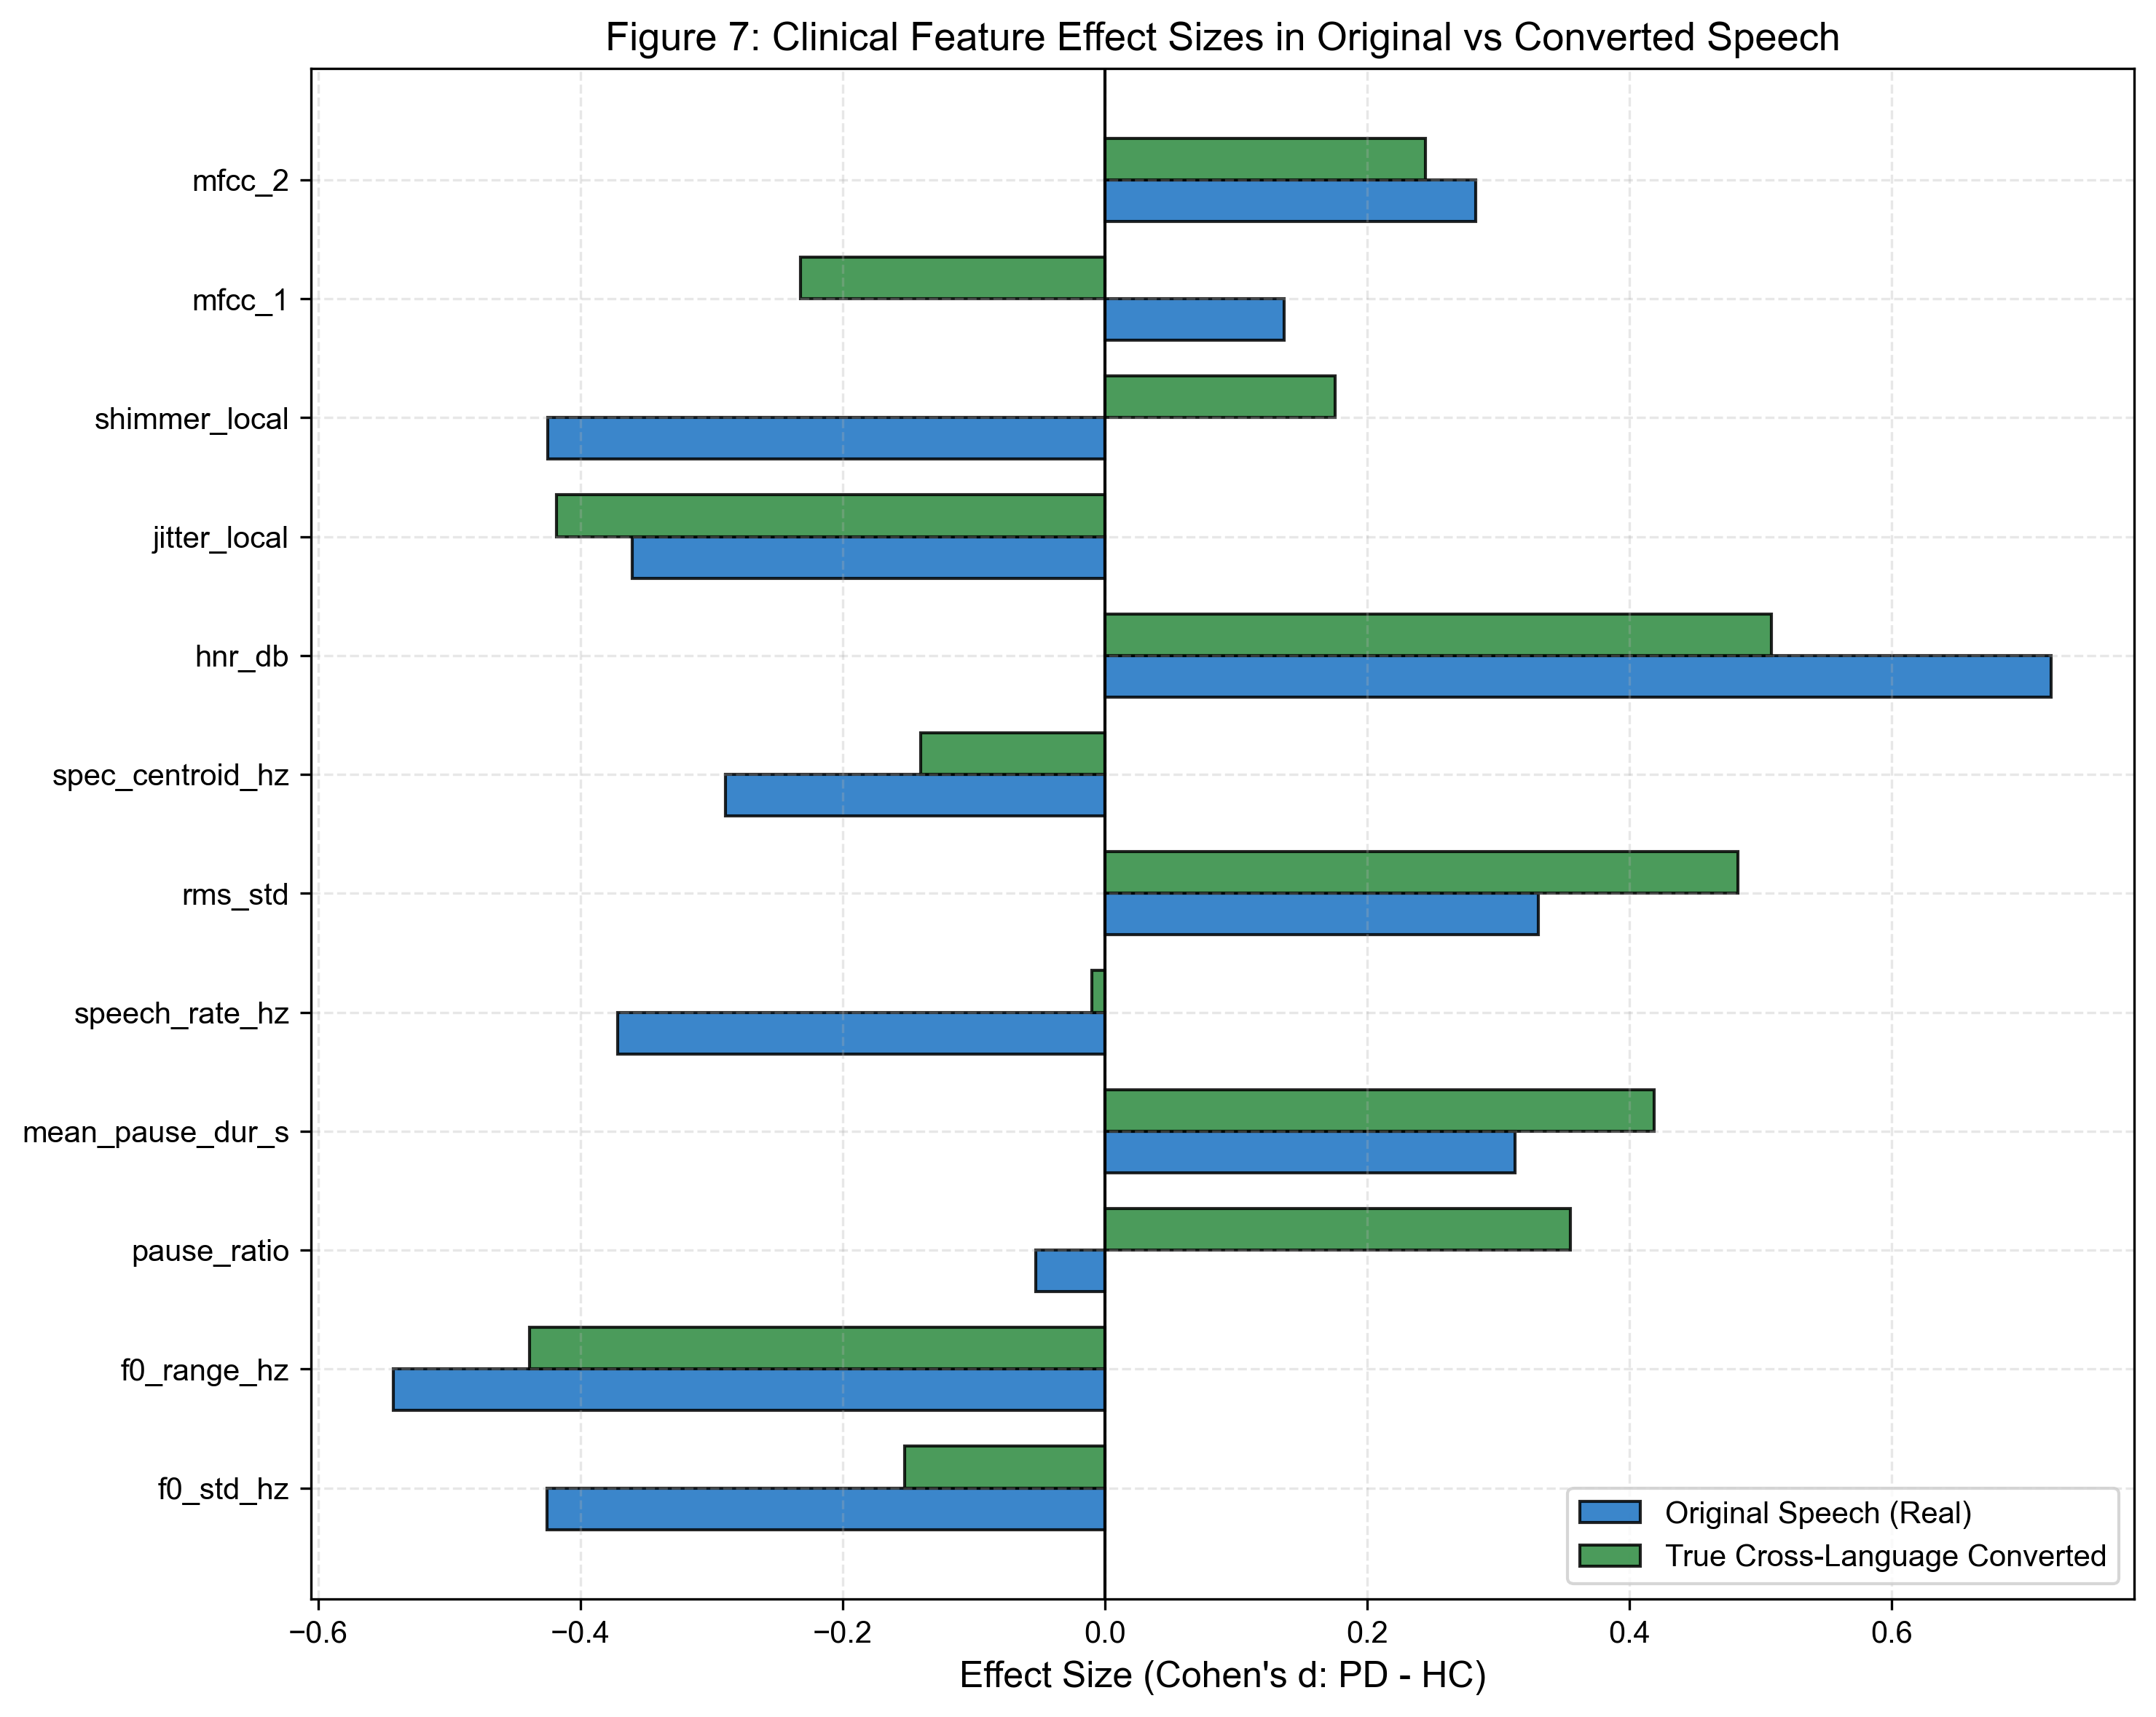 Figure 7: Clinical Feature Effect Sizes in Original vs Converted Speech
mfcc_2
mfcc_1
shimmer_local
jitter_local
hnr_db
spec_centroid_hz
rms_std
speech_rate_hz
mean_pause_dur_s
pause_ratio
f0_range_hz
f0_std_hz
Original Speech (Real)
True Cross-Language Converted
−0.6 −0.4 −0.2 0.0 0.2 0.4 0.6
Effect Size (Cohen's d: PD - HC)